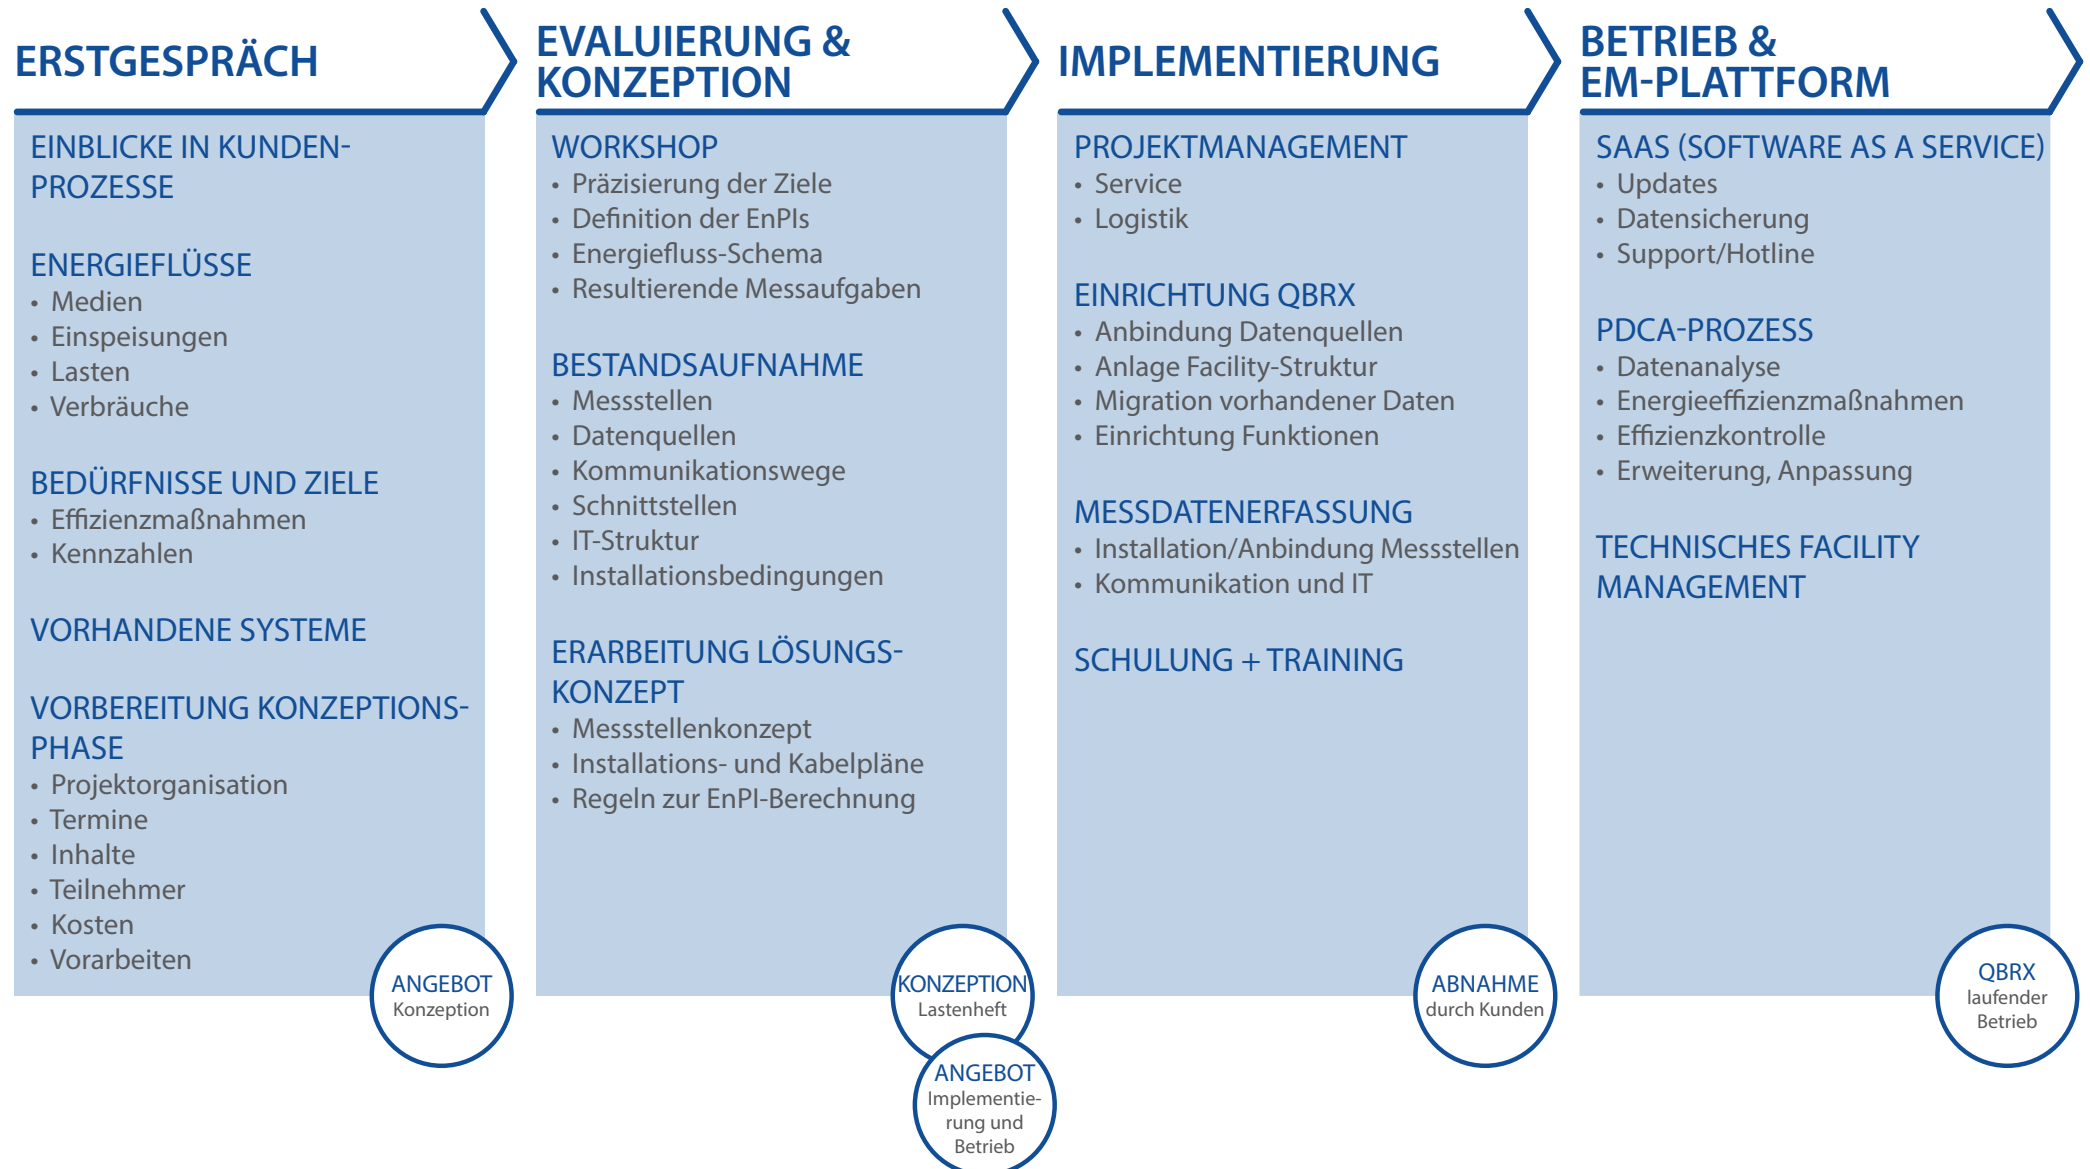 ERSTGESPRÄCH
EINBLICKE IN KUNDEN-
PROZESSE
ENERGIEFLÜSSE
• Medien
• Einspeisungen
• Lasten
• Verbräuche
BEDÜRFNISSE UND ZIELE
• Effizienzmaßnahmen
• Kennzahlen
VORHANDENE SYSTEME
VORBEREITUNG KONZEPTIONS-
PHASE
• Projektorganisation
• Termine
• Inhalte
• Teilnehmer
• Kosten
• Vorarbeiten
ANGEBOT
Konzeption
EVALUIERUNG &
KONZEPTION
WORKSHOP
• Präzisierung der Ziele
• Definition der EnPIs
• Energiefluss-Schema
• Resultierende Messaufgaben
BESTANDSAUFNAHME
• Messstellen
• Datenquellen
• Kommunikationswege
• Schnittstellen
• IT-Struktur
• Installationsbedingungen
ERARBEITUNG LÖSUNGS-
KONZEPT
• Messstellenkonzept
• Installations- und Kabelpläne
• Regeln zur EnPI-Berechnung
KONZEPTION
Lastenheft
ANGEBOT
Implementie-
rung und
Betrieb
IMPLEMENTIERUNG
PROJEKTMANAGEMENT
• Service
• Logistik
EINRICHTUNG QBRX
• Anbindung Datenquellen
• Anlage Facility-Struktur
• Migration vorhandener Daten
• Einrichtung Funktionen
MESSDATENERFASSUNG
• Installation/Anbindung Messstellen
• Kommunikation und IT
SCHULUNG + TRAINING
ABNAHME
durch Kunden
BETRIEB &
EM-PLATTFORM
SAAS (SOFTWARE AS A SERVICE)
• Updates
• Datensicherung
• Support/Hotline
PDCA-PROZESS
• Datenanalyse
• Energieeffizienzmaßnahmen
• Effizienzkontrolle
• Erweiterung, Anpassung
TECHNISCHES FACILITY
MANAGEMENT
QBRX
laufender
Betrieb